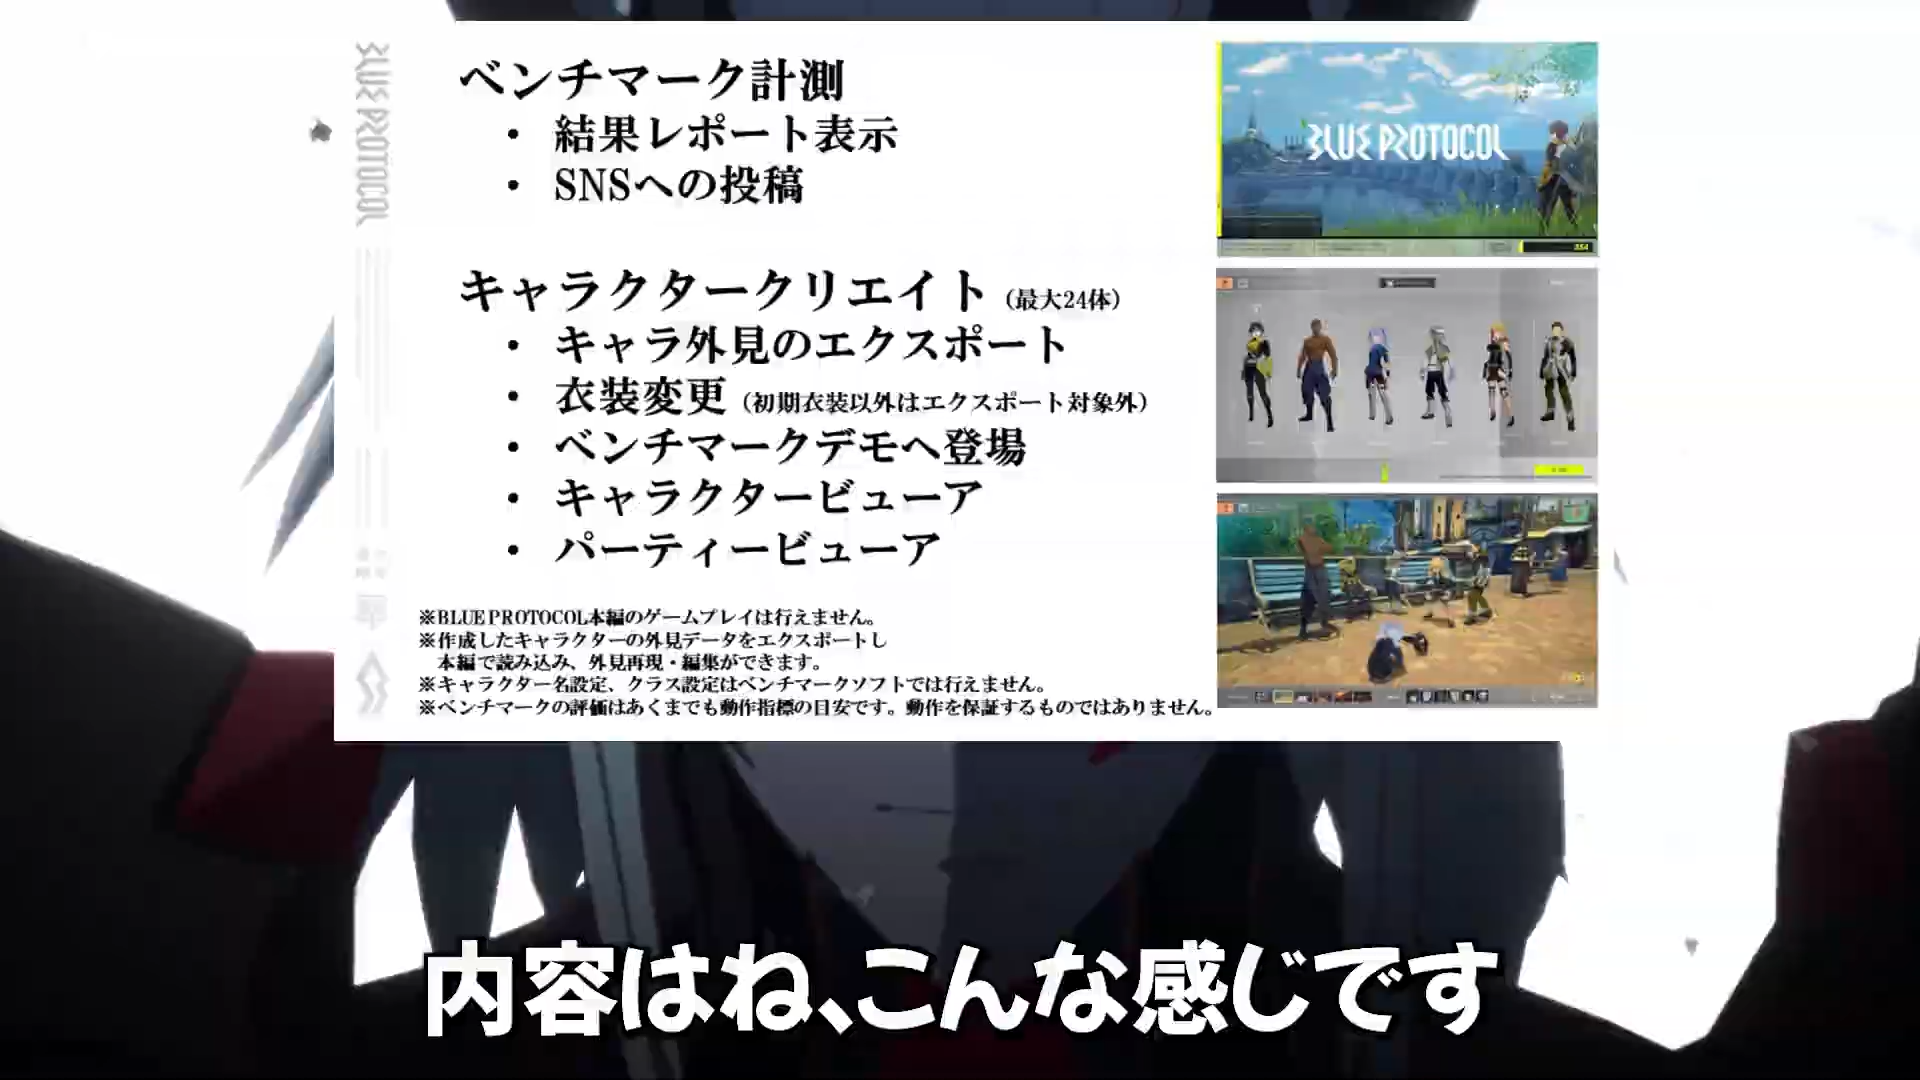 BLUE PROTOCOL
ベンチマーク計測
・ 結果レポート表示
・ SNSへの投稿
キャラクタークリエイト（最大24体）
・ キャラ外見のエクスポート
・ 衣装変更（初期衣装以外はエクスポート対象外）
・ ベンチマークデモへ登場
・ キャラクタービューア
・ パーティービューア
※BLUE PROTOCOL本編のゲームプレイは行えません。
※作成したキャラクターの外見データをエクスポートし
本編で読み込み、外見再現・編集ができます。
※キャラクター名設定、クラス設定はベンチマークソフトでは行えません。
※ベンチマークの評価はあくまでも動作指標の目安です。動作を保証するものではありません。
BLUE PROTOCOL
内容はね、こんな感じです